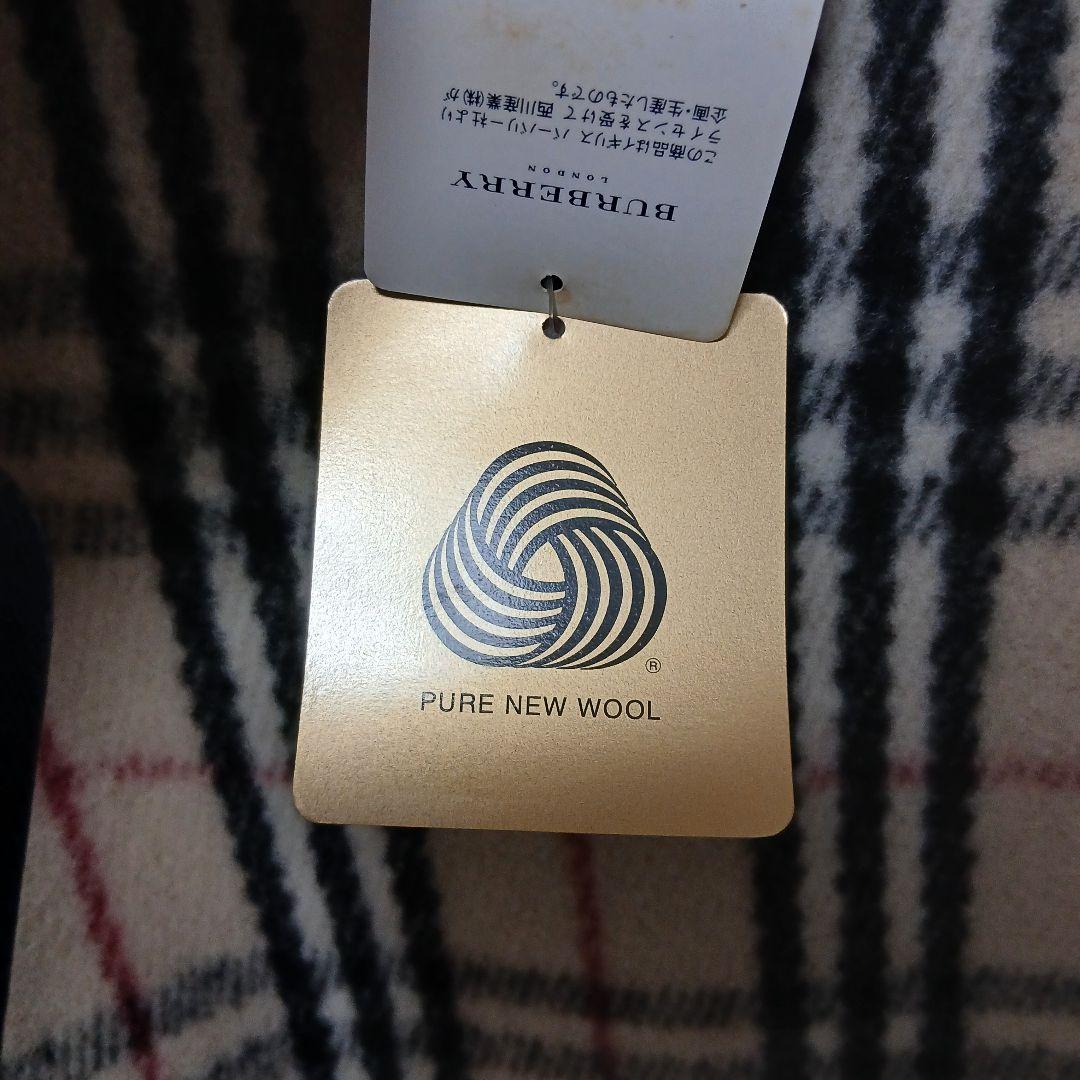 BURBERRY
LONDON
この商品はイギリス バーバリー社より
ライセンスを受けて 西川産業(株)が
企画・生産したものです。
®
PURE NEW WOOL